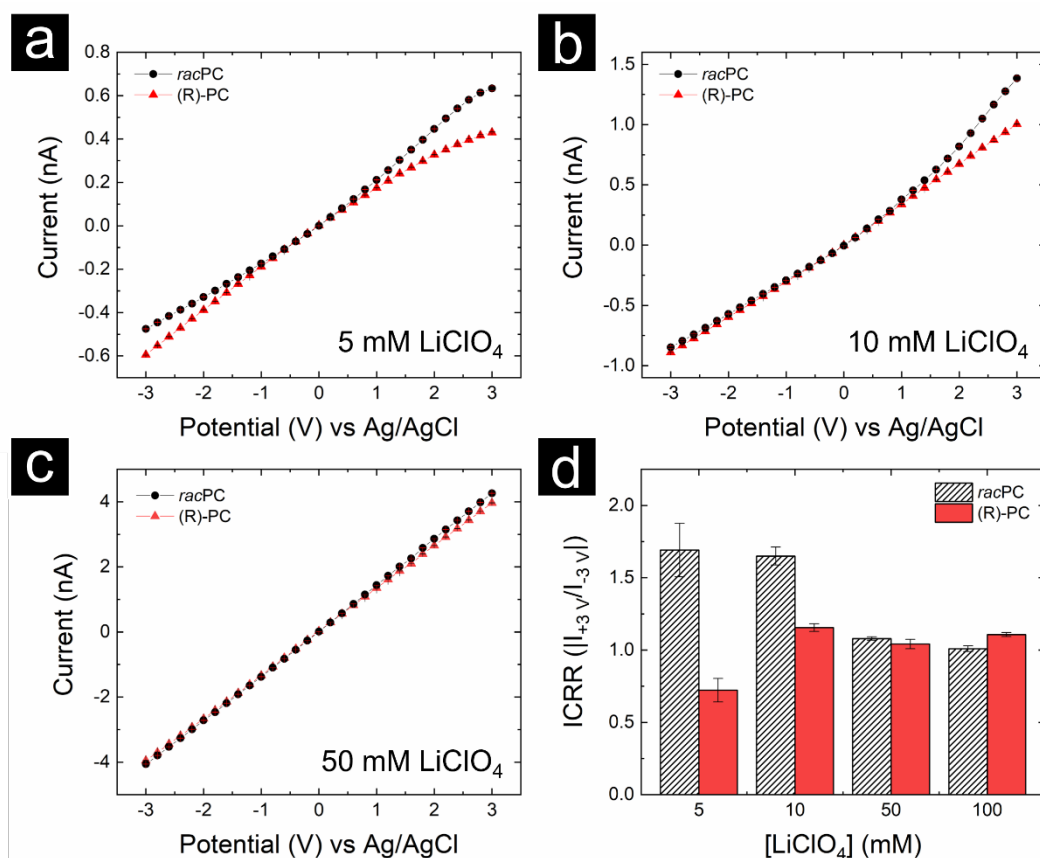 a
0.8
0.6
0.4
0.2
0.0
-0.2
-0.4
-0.6
racPC
(R)-PC
Current (nA)
5 mM LiClO₄
-3 -2 -1 0 1 2 3
Potential (V) vs Ag/AgCl
b
1.5
1.0
0.5
0.0
-0.5
-1.0
racPC
(R)-PC
Current (nA)
10 mM LiClO₄
-3 -2 -1 0 1 2 3
Potential (V) vs Ag/AgCl
c
4
2
0
-2
-4
racPC
(R)-PC
Current (nA)
50 mM LiClO₄
-3 -2 -1 0 1 2 3
Potential (V) vs Ag/AgCl
d
2.0
1.5
1.0
0.5
0.0
racPC
(R)-PC
ICRR (||I₊₃ ᵥ/I₋₃ ᵥ|)
5 10 50 100
[LiClO₄] (mM)